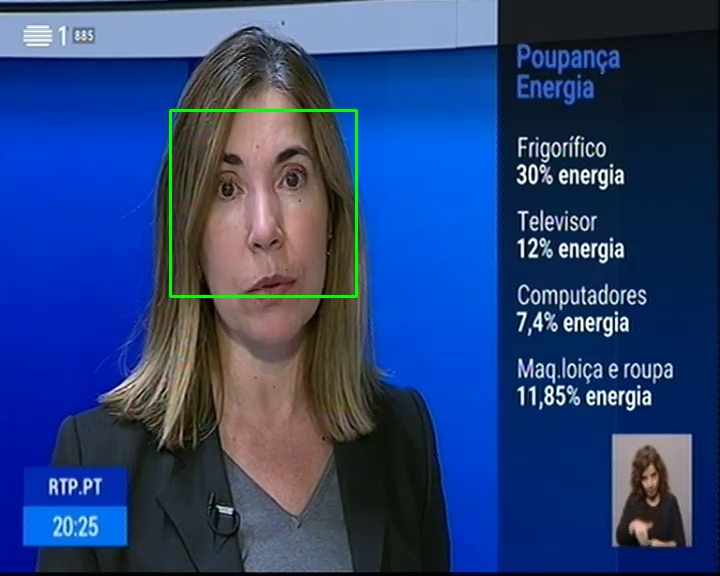 1 885
Poupança
Energia
Frigorífico
30% energia
Televisor
12% energia
Computadores
7,4% energia
Maq.loiça e roupa
11,85% energia
RTP.PT
20:25